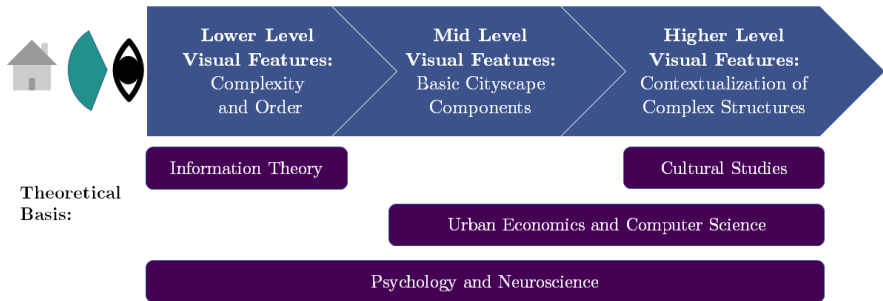 Lower Level
Visual Features:
Complexity
and Order
Mid Level
Visual Features:
Basic Cityscape
Components
Higher Level
Visual Features:
Contextualization of
Complex Structures
Theoretical
Basis:
Information Theory
Cultural Studies
Urban Economics and Computer Science
Psychology and Neuroscience